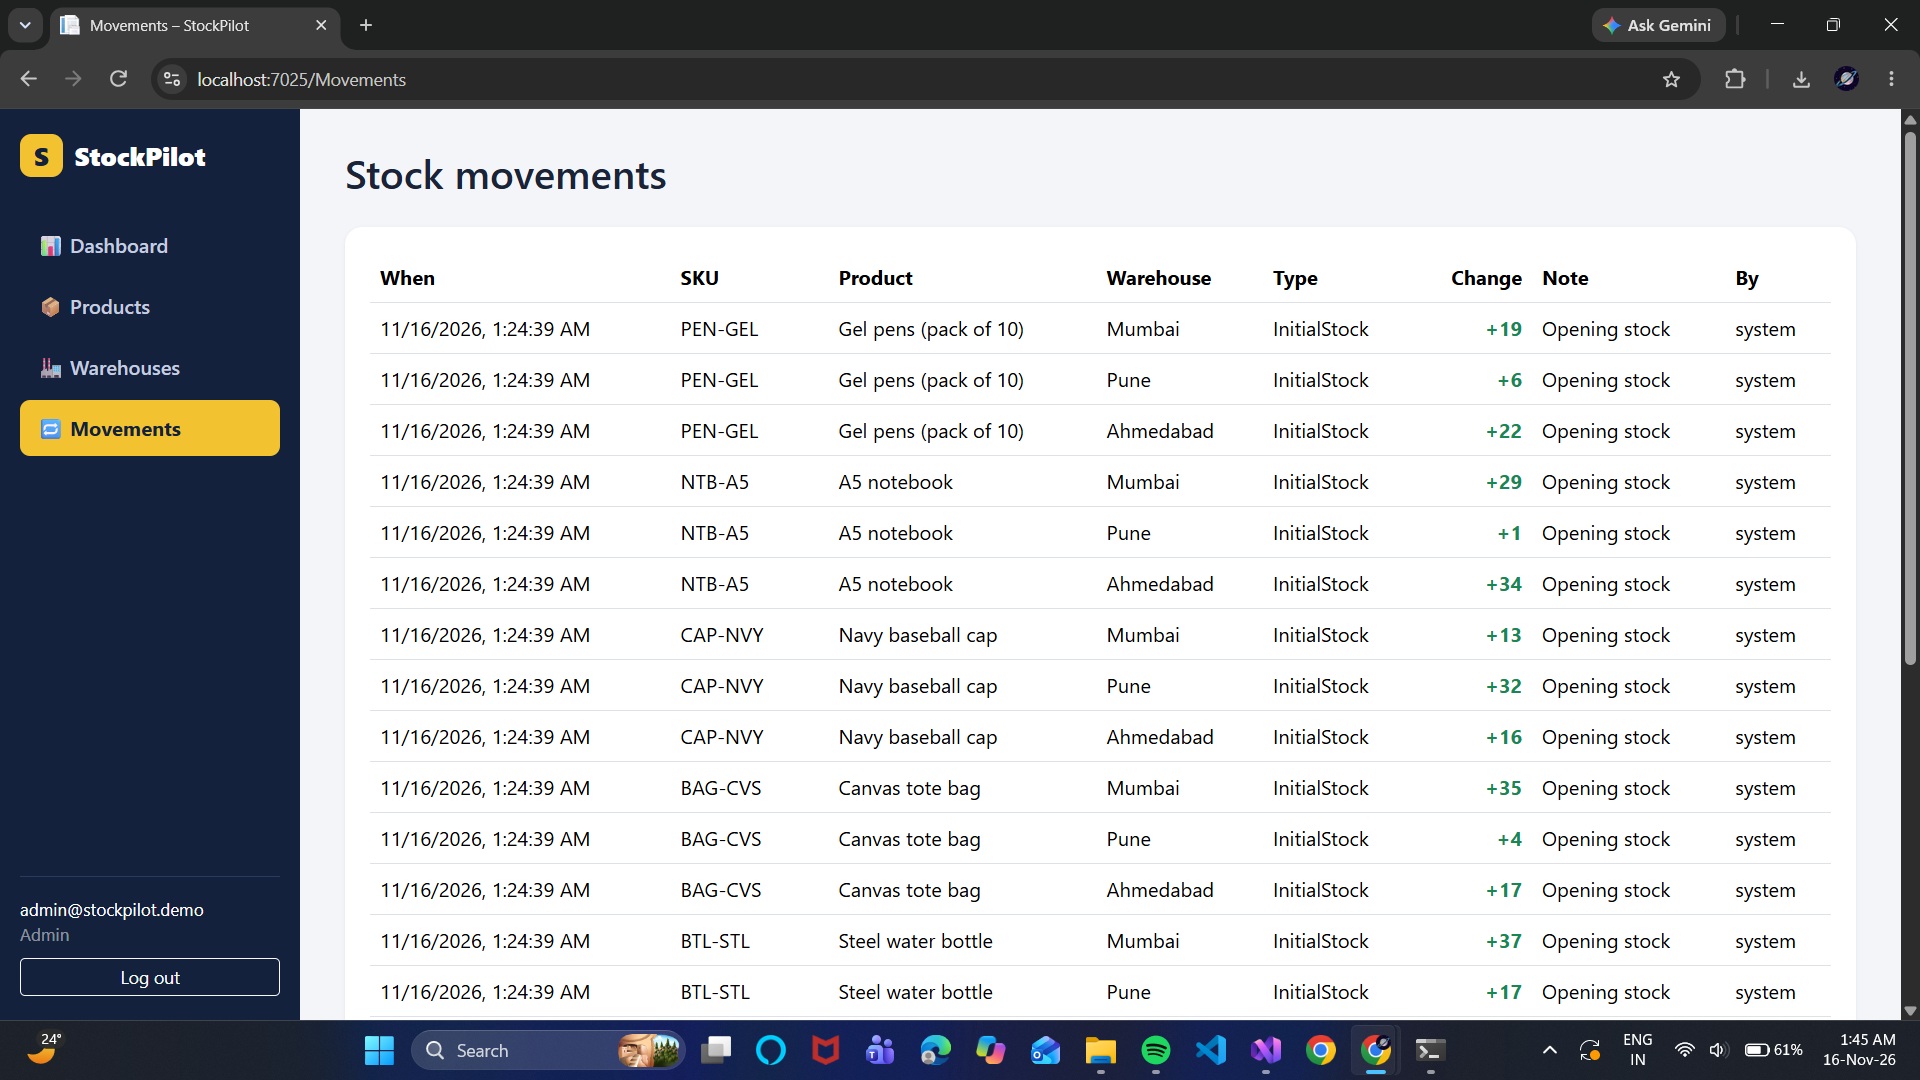 Movements – StockPilot
Ask Gemini
localhost:7025/Movements
S StockPilot
Dashboard
Products
Warehouses
Movements
admin@stockpilot.demo
Admin
Log out
Stock movements
When SKU Product Warehouse Type Change Note By
11/16/2026, 1:24:39 AM PEN-GEL Gel pens (pack of 10) Mumbai InitialStock +19 Opening stock system
11/16/2026, 1:24:39 AM PEN-GEL Gel pens (pack of 10) Pune InitialStock +6 Opening stock system
11/16/2026, 1:24:39 AM PEN-GEL Gel pens (pack of 10) Ahmedabad InitialStock +22 Opening stock system
11/16/2026, 1:24:39 AM NTB-A5 A5 notebook Mumbai InitialStock +29 Opening stock system
11/16/2026, 1:24:39 AM NTB-A5 A5 notebook Pune InitialStock +1 Opening stock system
11/16/2026, 1:24:39 AM NTB-A5 A5 notebook Ahmedabad InitialStock +34 Opening stock system
11/16/2026, 1:24:39 AM CAP-NVY Navy baseball cap Mumbai InitialStock +13 Opening stock system
11/16/2026, 1:24:39 AM CAP-NVY Navy baseball cap Pune InitialStock +32 Opening stock system
11/16/2026, 1:24:39 AM CAP-NVY Navy baseball cap Ahmedabad InitialStock +16 Opening stock system
11/16/2026, 1:24:39 AM BAG-CVS Canvas tote bag Mumbai InitialStock +35 Opening stock system
11/16/2026, 1:24:39 AM BAG-CVS Canvas tote bag Pune InitialStock +4 Opening stock system
11/16/2026, 1:24:39 AM BAG-CVS Canvas tote bag Ahmedabad InitialStock +17 Opening stock system
11/16/2026, 1:24:39 AM BTL-STL Steel water bottle Mumbai InitialStock +37 Opening stock system
11/16/2026, 1:24:39 AM BTL-STL Steel water bottle Pune InitialStock +17 Opening stock system
24°
Search
ENG
IN
61%
1:45 AM
16-Nov-26